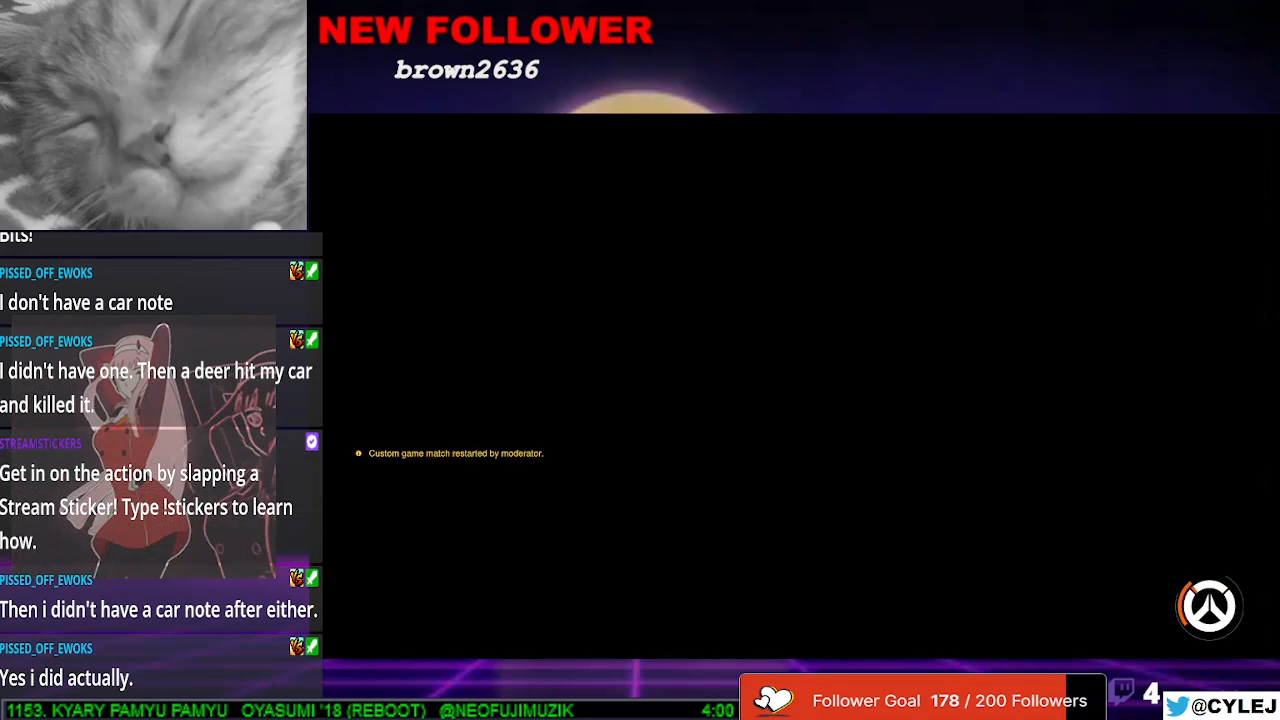 NEW FOLLOWER
brown2636
Bits!
PISSED_OFF_EWOKS
I don't have a car note
PISSED_OFF_EWOKS
I didn't have one. Then a deer hit my car
and killed it.
STREAMSTICKERS
Get in on the action by slapping a
Stream Sticker! Type !stickers to learn
how.
PISSED_OFF_EWOKS
Then i didn't have a car note after either.
PISSED_OFF_EWOKS
Yes i did actually.
Custom game match restarted by moderator.
1153. KYARY PAMYU PAMYU OYASUMI '18 (REBOOT) @NEOFUJIMUZIK 4:00
Follower Goal 178 / 200 Followers
4
@CYLEJ